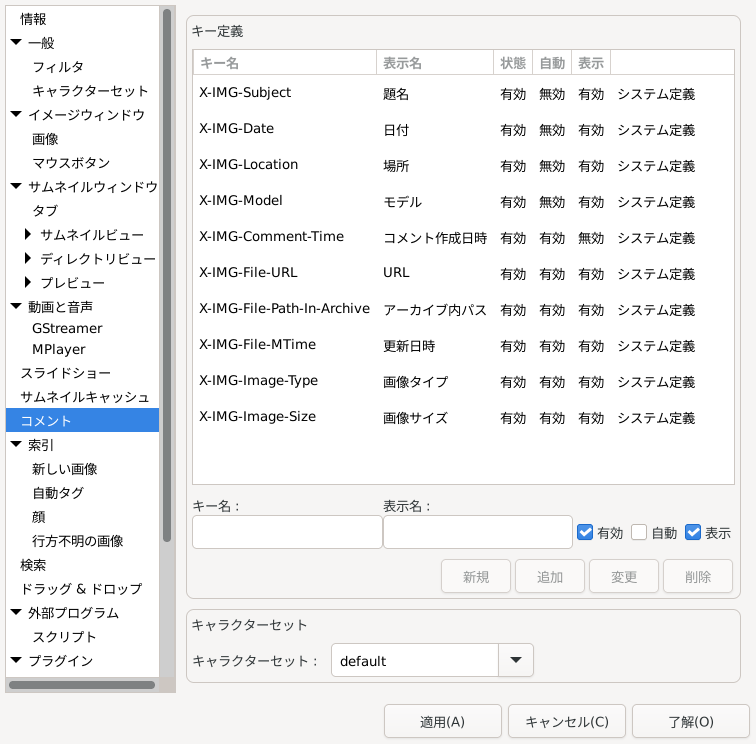 情報
一般
フィルタ
キャラクターセット
イメージウィンドウ
画像
マウスボタン
サムネイルウィンドウ
タブ
サムネイルビュー
ディレクトリビュー
プレビュー
動画と音声
GStreamer
MPlayer
スライドショー
サムネイルキャッシュ
コメント
索引
新しい画像
自動タグ
顔
行方不明の画像
検索
ドラッグ & ドロップ
外部プログラム
スクリプト
プラグイン
キー定義
キー名 表示名 状態 自動 表示
X-IMG-Subject 題名 有効 無効 有効 システム定義
X-IMG-Date 日付 有効 無効 有効 システム定義
X-IMG-Location 場所 有効 無効 有効 システム定義
X-IMG-Model モデル 有効 無効 有効 システム定義
X-IMG-Comment-Time コメント作成日時 有効 有効 無効 システム定義
X-IMG-File-URL URL 有効 有効 有効 システム定義
X-IMG-File-Path-In-Archive アーカイブ内パス 有効 有効 有効 システム定義
X-IMG-File-MTime 更新日時 有効 有効 有効 システム定義
X-IMG-Image-Type 画像タイプ 有効 有効 有効 システム定義
X-IMG-Image-Size 画像サイズ 有効 有効 有効 システム定義
キー名 : 表示名 :
有効 自動 表示
新規 追加 変更 削除
キャラクターセット
キャラクターセット : default
適用(A) キャンセル(C) 了解(O)